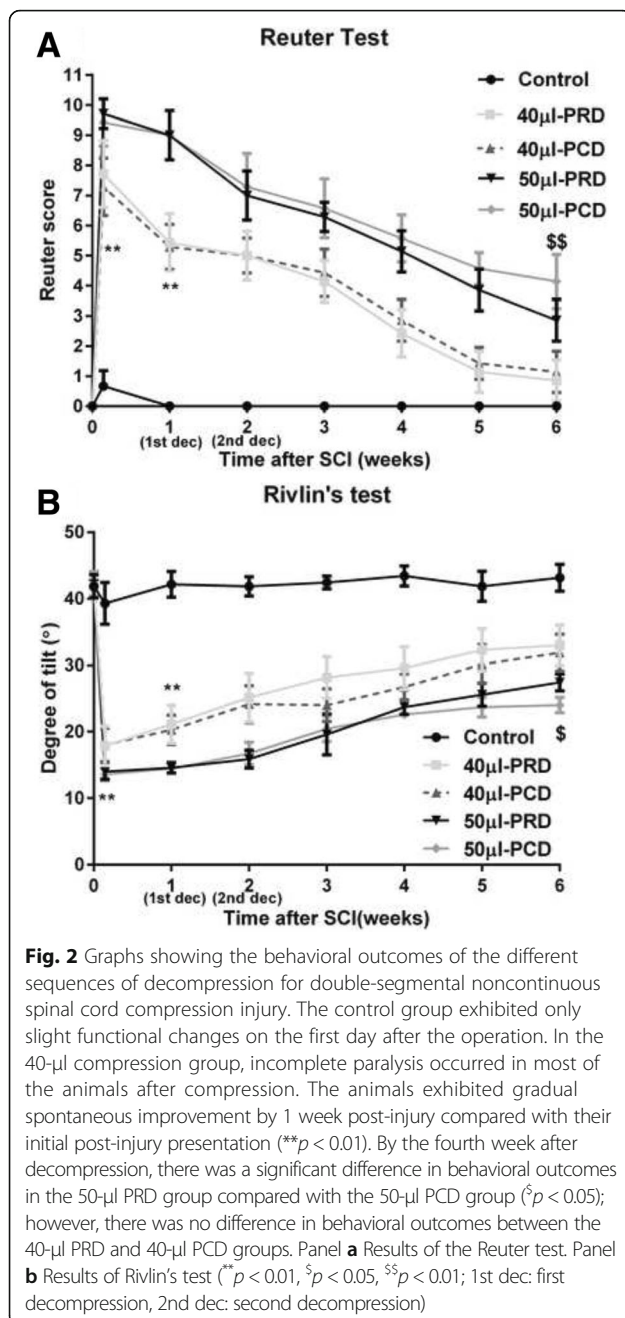 A
Reuter Test
11
10
9
8
7
6
5
4
3
2
1
0
Reuter score
Control
40μl-PRD
40μl-PCD
50μl-PRD
50μl-PCD
**
**
$$
0 1 2 3 4 5 6
(1st dec) (2nd dec)
Time after SCI (weeks)
B
Rivlin's test
50
40
30
20
10
0
Degree of tilt (°)
**
**
$
Control
40μl-PRD
40μl-PCD
50μl-PRD
50μl-PCD
0 1 2 3 4 5 6
(1st dec) (2nd dec)
Time after SCI(weeks)
Fig. 2 Graphs showing the behavioral outcomes of the different
sequences of decompression for double-segmental noncontinuous
spinal cord compression injury. The control group exhibited only
slight functional changes on the first day after the operation. In the
40-μl compression group, incomplete paralysis occurred in most of
the animals after compression. The animals exhibited gradual
spontaneous improvement by 1 week post-injury compared with their
initial post-injury presentation (**p < 0.01). By the fourth week after
decompression, there was a significant difference in behavioral outcomes
in the 50-μl PRD group compared with the 50-μl PCD group ($p < 0.05);
however, there was no difference in behavioral outcomes between the
40-μl PRD and 40-μl PCD groups. Panel a Results of the Reuter test. Panel
b Results of Rivlin's test (**p < 0.01, $p < 0.05, $$p < 0.01; 1st dec: first
decompression, 2nd dec: second decompression)